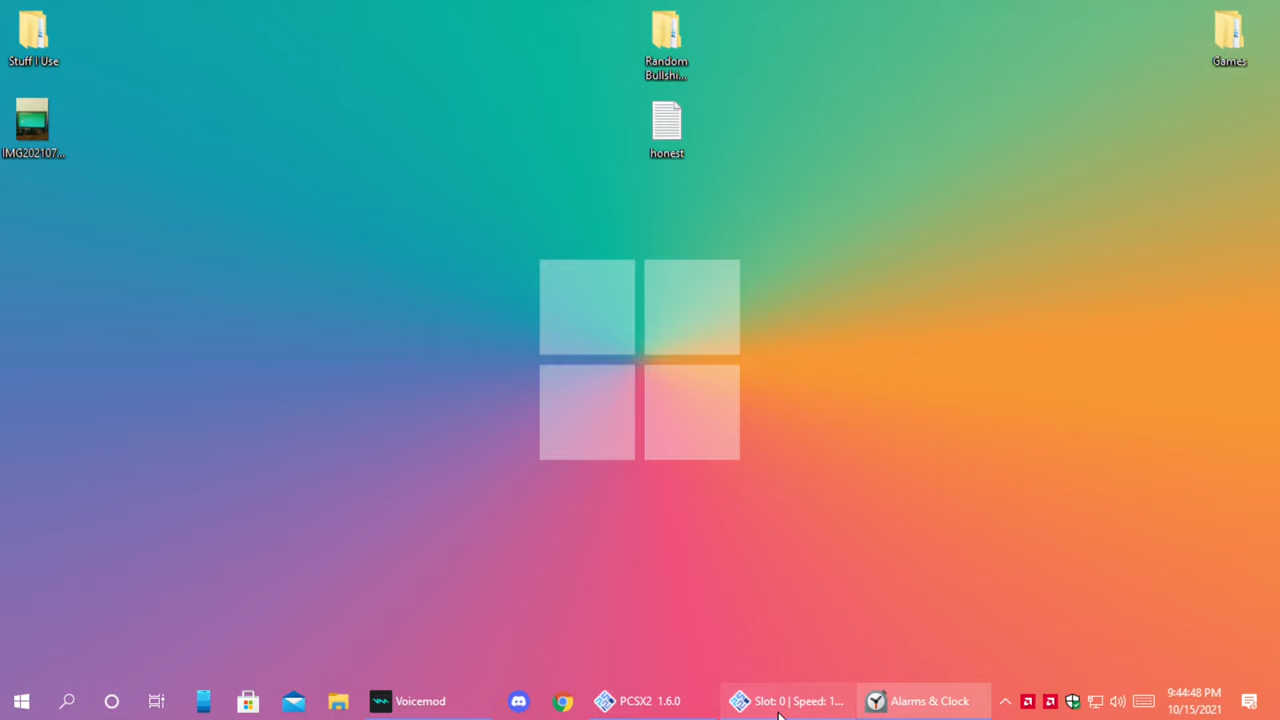 Stuff I Use
Random
Bullshi...
Games
IMG202107...
honest
Voicemod
PCSX2 1.6.0
Slot: 0 | Speed: 1...
Alarms & Clock
9:44:48 PM
10/15/2021